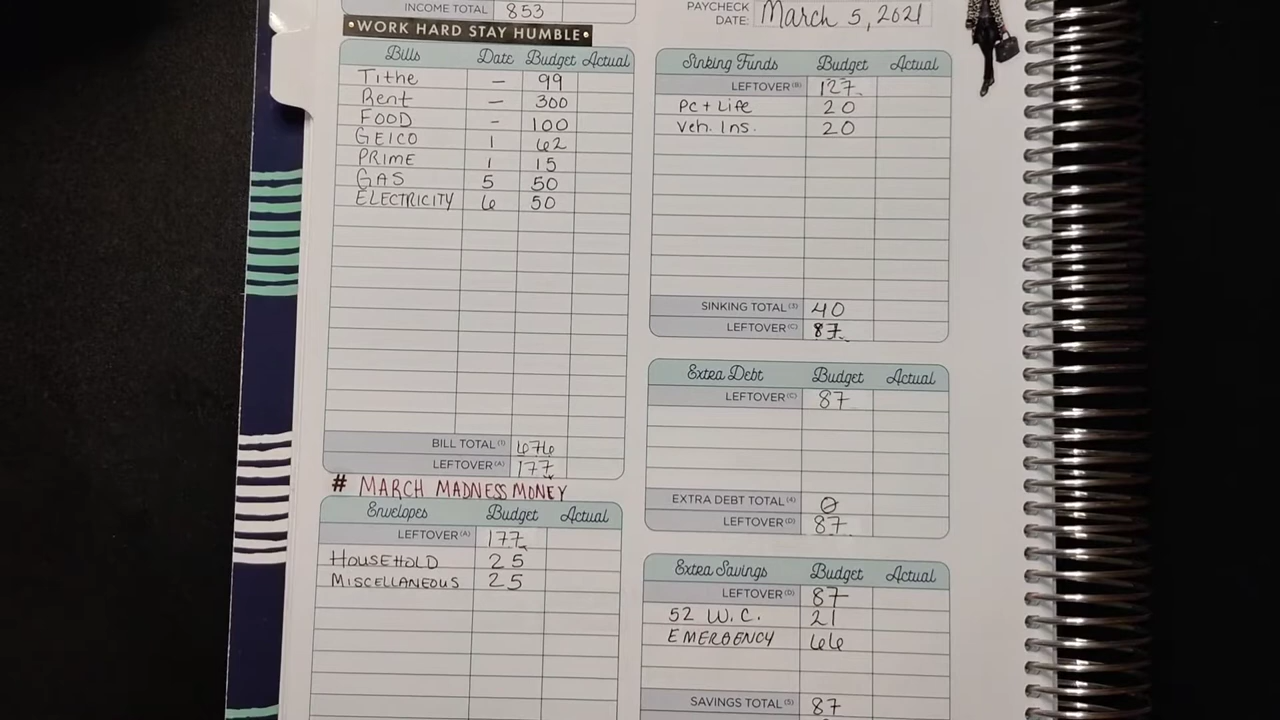 INCOME TOTAL 853
PAYCHECK DATE: March 5, 2021
•WORK HARD STAY HUMBLE•
Bills Date Budget Actual
Tithe — 99
Rent — 300
FOOD - 100
GEICO 1 62
PRIME 1 15
GAS 5 50
ELECTRICITY 6 50
BILL TOTAL (1) 676
LEFTOVER (A) 177
# MARCH MADNESS MONEY
Envelopes Budget Actual
LEFTOVER (A) 177
HOUSEHOLD 25
MISCELLANEOUS 25
Sinking Funds Budget Actual
LEFTOVER (B) 127
PC + Life 20
Veh. Ins. 20
SINKING TOTAL (3) 40
LEFTOVER (C) 87
Extra Debt Budget Actual
LEFTOVER (C) 87
EXTRA DEBT TOTAL (4) 0
LEFTOVER (D) 87
Extra Savings Budget Actual
LEFTOVER (D) 87
52 W.C. 21
EMERGENCY 66
SAVINGS TOTAL (5) 87